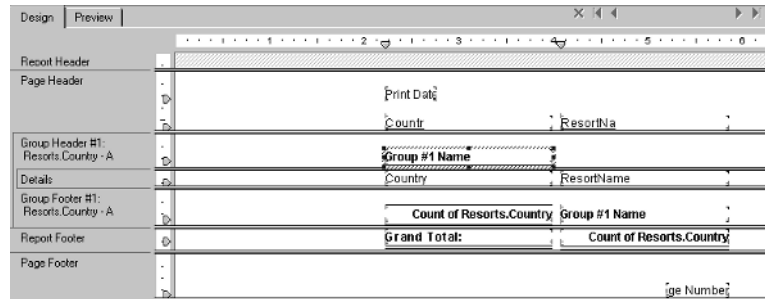 Design Preview
1 2 3 4 5 6
Report Header
Page Header
Print Date
Countr ResortNa
Group Header #1:
Resorts.Country - A
Group #1 Name
Details Country ResortName
Group Footer #1:
Resorts.Country - A
Count of Resorts.Country Group #1 Name
Report Footer Grand Total: Count of Resorts.Country
Page Footer
ge Number